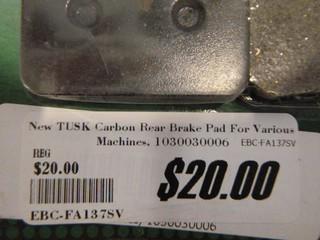 New TUSK Carbon Rear Brake Pad For Various
Machines. 1030030006 EBC-FA137SV
REG
$20.00
$20.00
EBC-FA137SV
1030030006